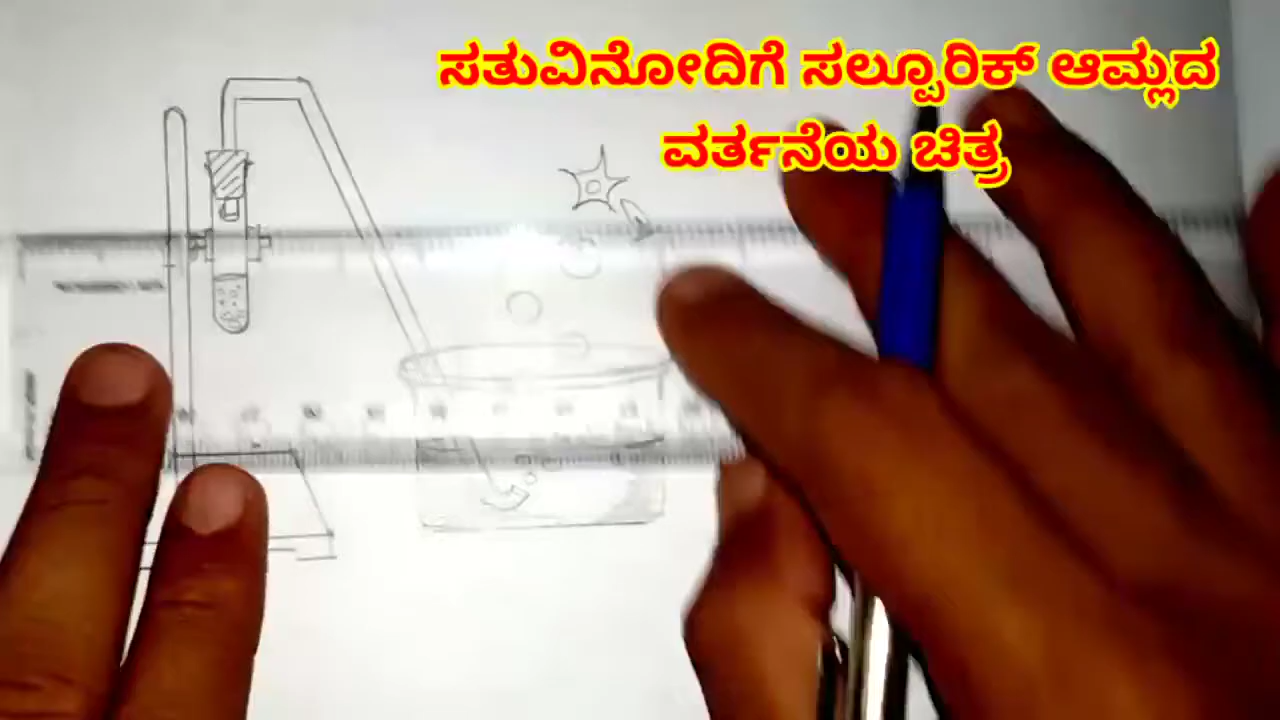 ಸತುವಿನೋದಿಗೆ ಸಲ್ಪೂರಿಕ್ ಆಮ್ಲದ
ವರ್ತನೆಯ ಚಿತ್ರ